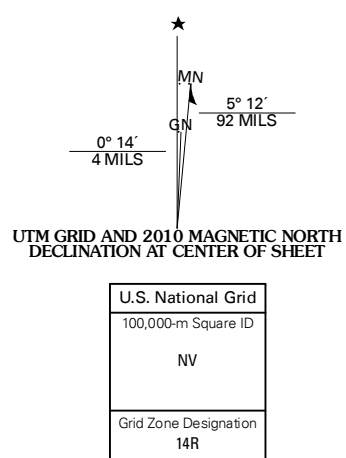 MN
5° 12´
92 MILS
GN
0° 14´
4 MILS
UTM GRID AND 2010 MAGNETIC NORTH
DECLINATION AT CENTER OF SHEET
U.S. National Grid
100,000-m Square ID
NV
Grid Zone Designation
14R